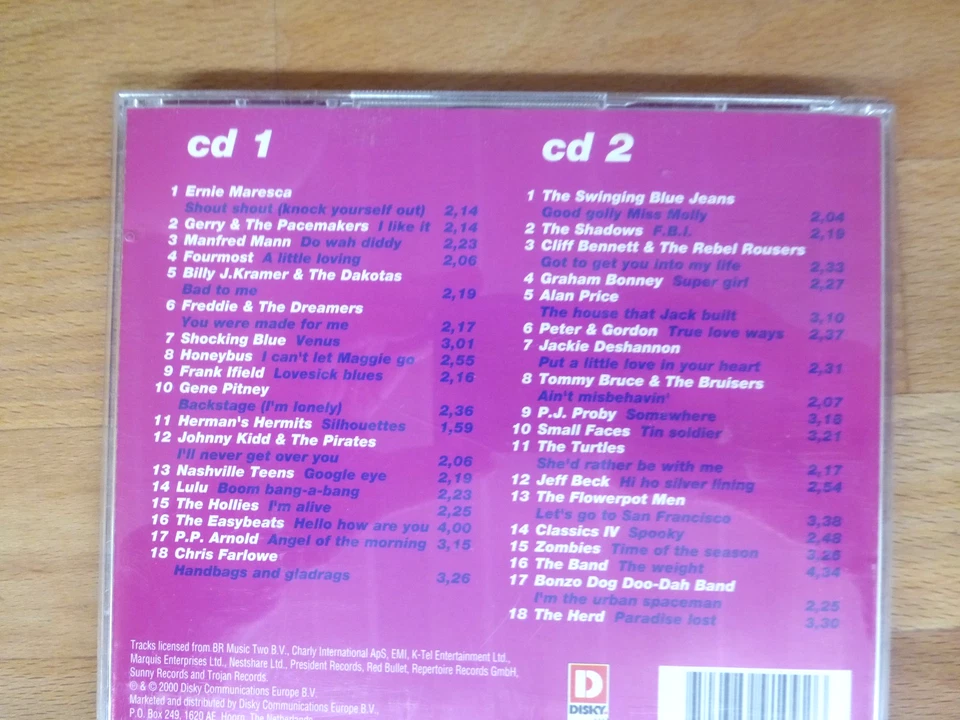 cd 1
1 Ernie Maresca
Shout shout (knock yourself out) 2,14
2 Gerry & The Pacemakers I like it 2,14
3 Manfred Mann Do wah diddy 2,23
4 Fourmost A little loving 2,06
5 Billy J.Kramer & The Dakotas
Bad to me 2,19
6 Freddie & The Dreamers
You were made for me 2,17
7 Shocking Blue Venus 3,01
8 Honeybus I can't let Maggie go 2,55
9 Frank Ifield Lovesick blues 2,16
10 Gene Pitney
Backstage (I'm lonely) 2,36
11 Herman's Hermits Silhouettes 1,59
12 Johnny Kidd & The Pirates
I'll never get over you 2,06
13 Nashville Teens Google eye 2,19
14 Lulu Boom bang-a-bang 2,23
15 The Hollies I'm alive 2,25
16 The Easybeats Hello how are you 4,00
17 P.P. Arnold Angel of the morning 3,15
18 Chris Farlowe
Handbags and gladrags 3,26
cd 2
1 The Swinging Blue Jeans
Good golly Miss Molly 2,04
2 The Shadows F.B.I. 2,19
3 Cliff Bennett & The Rebel Rousers
Got to get you into my life 2,33
4 Graham Bonney Super girl 2,27
5 Alan Price
The house that Jack built 3,10
6 Peter & Gordon True love ways 2,37
7 Jackie Deshannon
Put a little love in your heart 2,31
8 Tommy Bruce & The Bruisers
Ain't misbehavin' 2,07
9 P.J. Proby Somewhere 3,18
10 Small Faces Tin soldier 3,21
11 The Turtles
She'd rather be with me 2,17
12 Jeff Beck Hi ho silver lining 2,54
13 The Flowerpot Men
Let's go to San Francisco 3,38
14 Classics IV Spooky 2,48
15 Zombies Time of the season
16 The Band The weight 4,34
17 Bonzo Dog Doo-Dah Band
I'm the urban spaceman 2,25
18 The Herd Paradise lost 3,30
Tracks licensed from BR Music Two B.V., Charly International ApS, EMI, K-Tel Entertainment Ltd.,
Marquis Enterprises Ltd., Nestshare Ltd., President Records, Red Bullet, Repertoire Records GmbH,
Sunny Records and Trojan Records.
℗ & © 2000 Disky Communications Europe B.V.
Marketed and distributed by Disky Communications Europe B.V.,
P.O. Box 249, 1620 AE, Hoorn, The Netherlands
D
DISKY